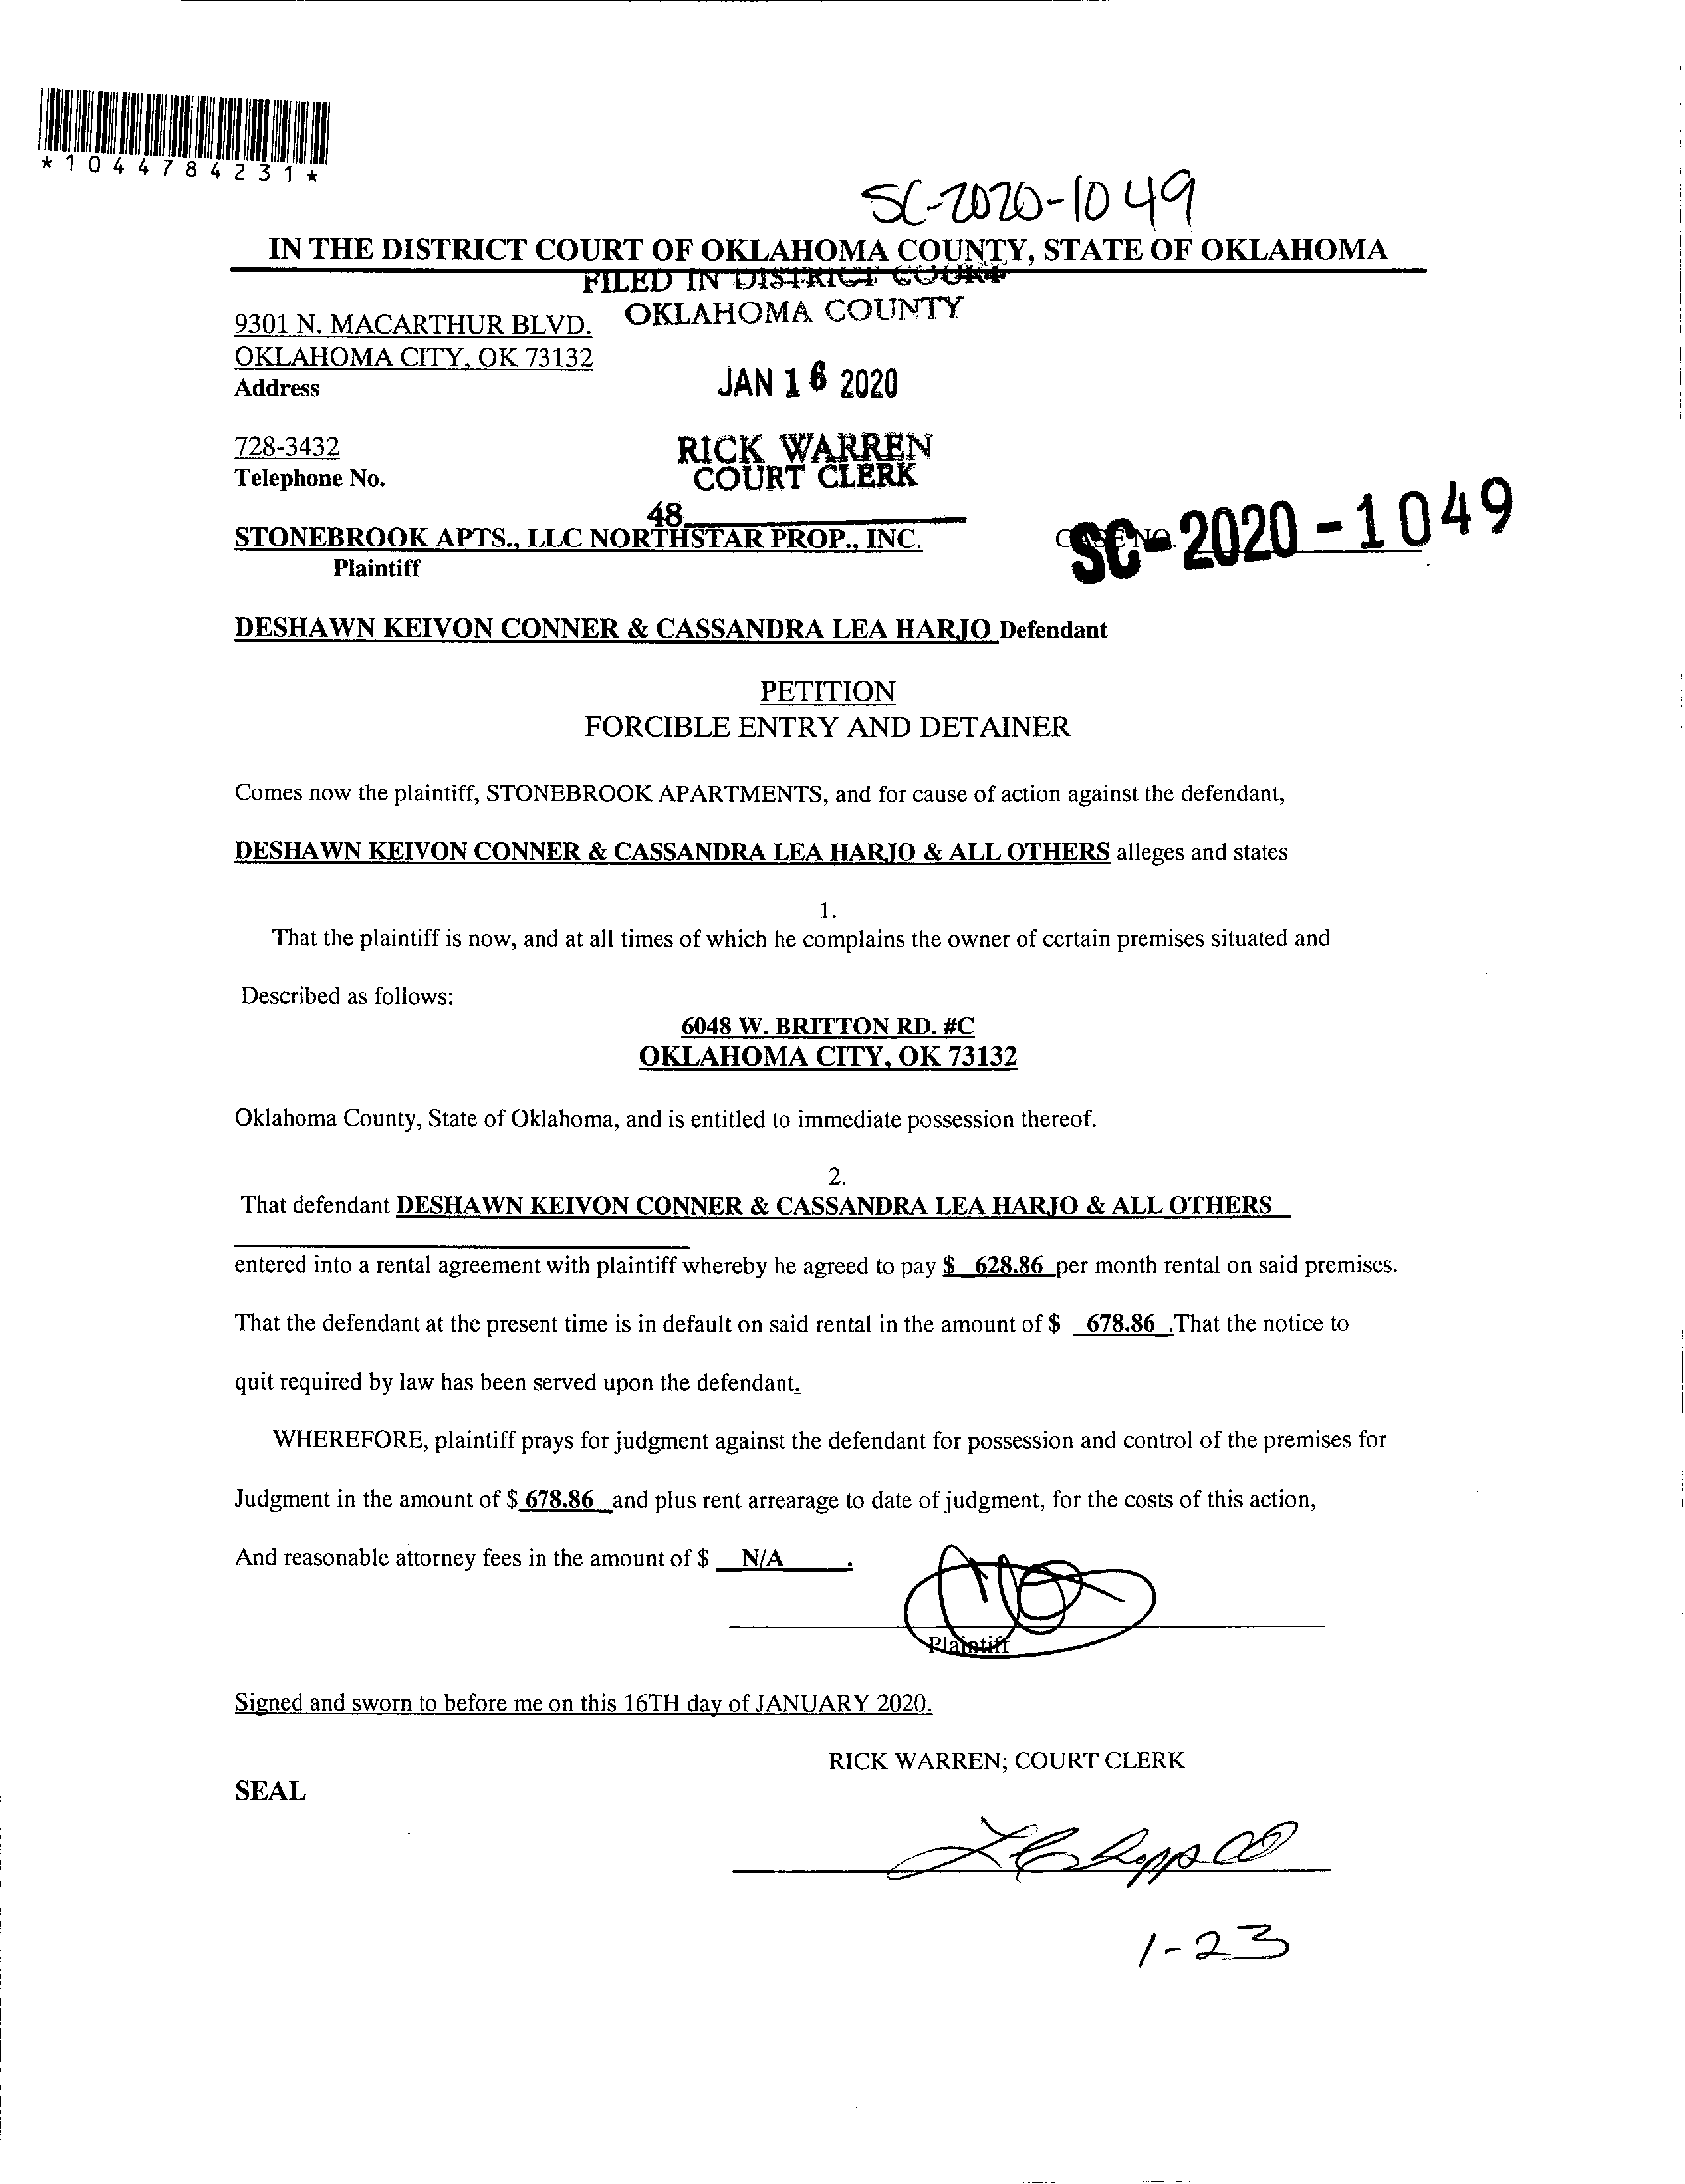 *1044784231*
SC-2020-1049
IN THE DISTRICT COURT OF OKLAHOMA COUNTY, STATE OF OKLAHOMA
FILED IN DISTRICT COURT
OKLAHOMA COUNTY
9301 N. MACARTHUR BLVD.
OKLAHOMA CITY, OK 73132
Address
JAN 16 2020
728-3432
Telephone No.
RICK WARREN
COURT CLERK
48
STONEBROOK APTS., LLC NORTHSTAR PROP., INC.
CASE NO. SC-2020-1049
Plaintiff
DESHAWN KEIVON CONNER & CASSANDRA LEA HARJO Defendant
PETITION
FORCIBLE ENTRY AND DETAINER
Comes now the plaintiff, STONEBROOK APARTMENTS, and for cause of action against the defendant,
DESHAWN KEIVON CONNER & CASSANDRA LEA HARJO & ALL OTHERS alleges and states
1.
That the plaintiff is now, and at all times of which he complains the owner of certain premises situated and
Described as follows:
6048 W. BRITTON RD. #C
OKLAHOMA CITY, OK 73132
Oklahoma County, State of Oklahoma, and is entitled to immediate possession thereof.
2.
That defendant DESHAWN KEIVON CONNER & CASSANDRA LEA HARJO & ALL OTHERS
entered into a rental agreement with plaintiff whereby he agreed to pay $ 628.86 per month rental on said premises.
That the defendant at the present time is in default on said rental in the amount of $ 678.86 .That the notice to
quit required by law has been served upon the defendant.
WHEREFORE, plaintiff prays for judgment against the defendant for possession and control of the premises for
Judgment in the amount of $ 678.86 and plus rent arrearage to date of judgment, for the costs of this action,
And reasonable attorney fees in the amount of $ N/A .
Plaintiff
Signed and sworn to before me on this 16TH day of JANUARY 2020.
RICK WARREN; COURT CLERK
SEAL
1-23